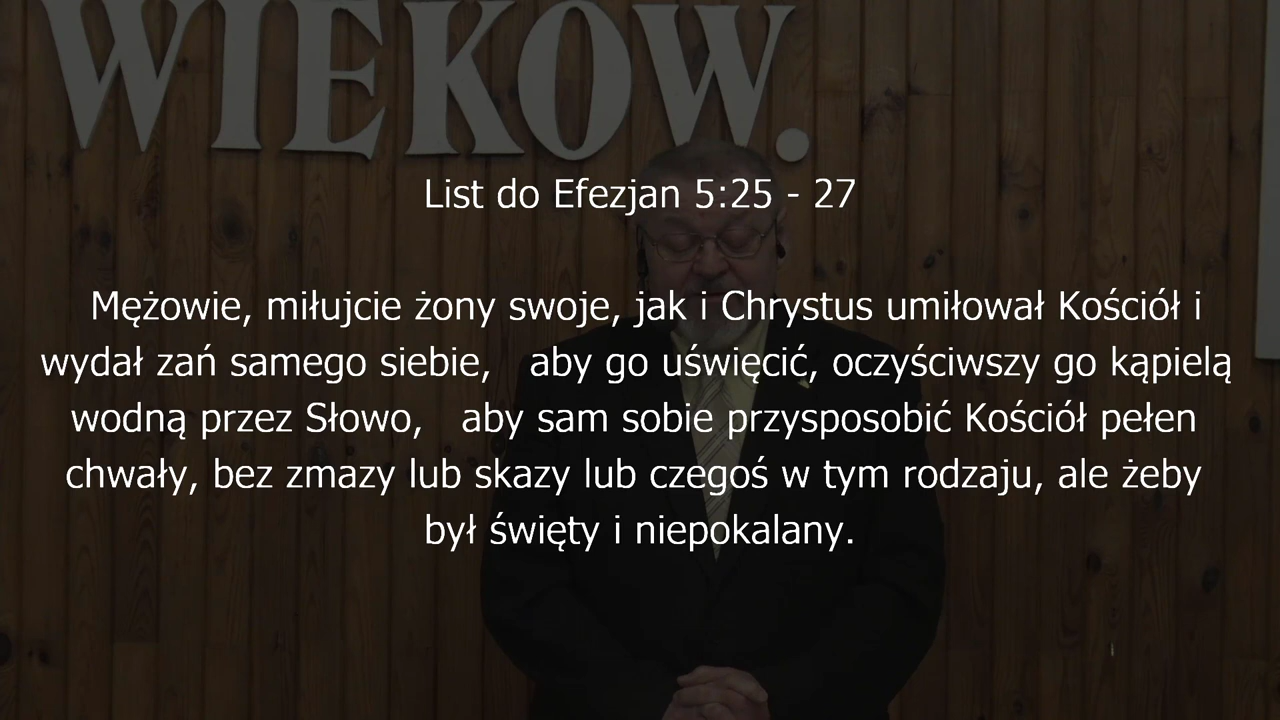 WIEKÓW.
List do Efezjan 5:25 - 27
Mężowie, miłujcie żony swoje, jak i Chrystus umiłował Kościół i
wydał zań samego siebie, aby go uświęcić, oczyściwszy go kąpielą
wodną przez Słowo, aby sam sobie przysposobić Kościół pełen
chwały, bez zmazy lub skazy lub czegoś w tym rodzaju, ale żeby
był święty i niepokalany.